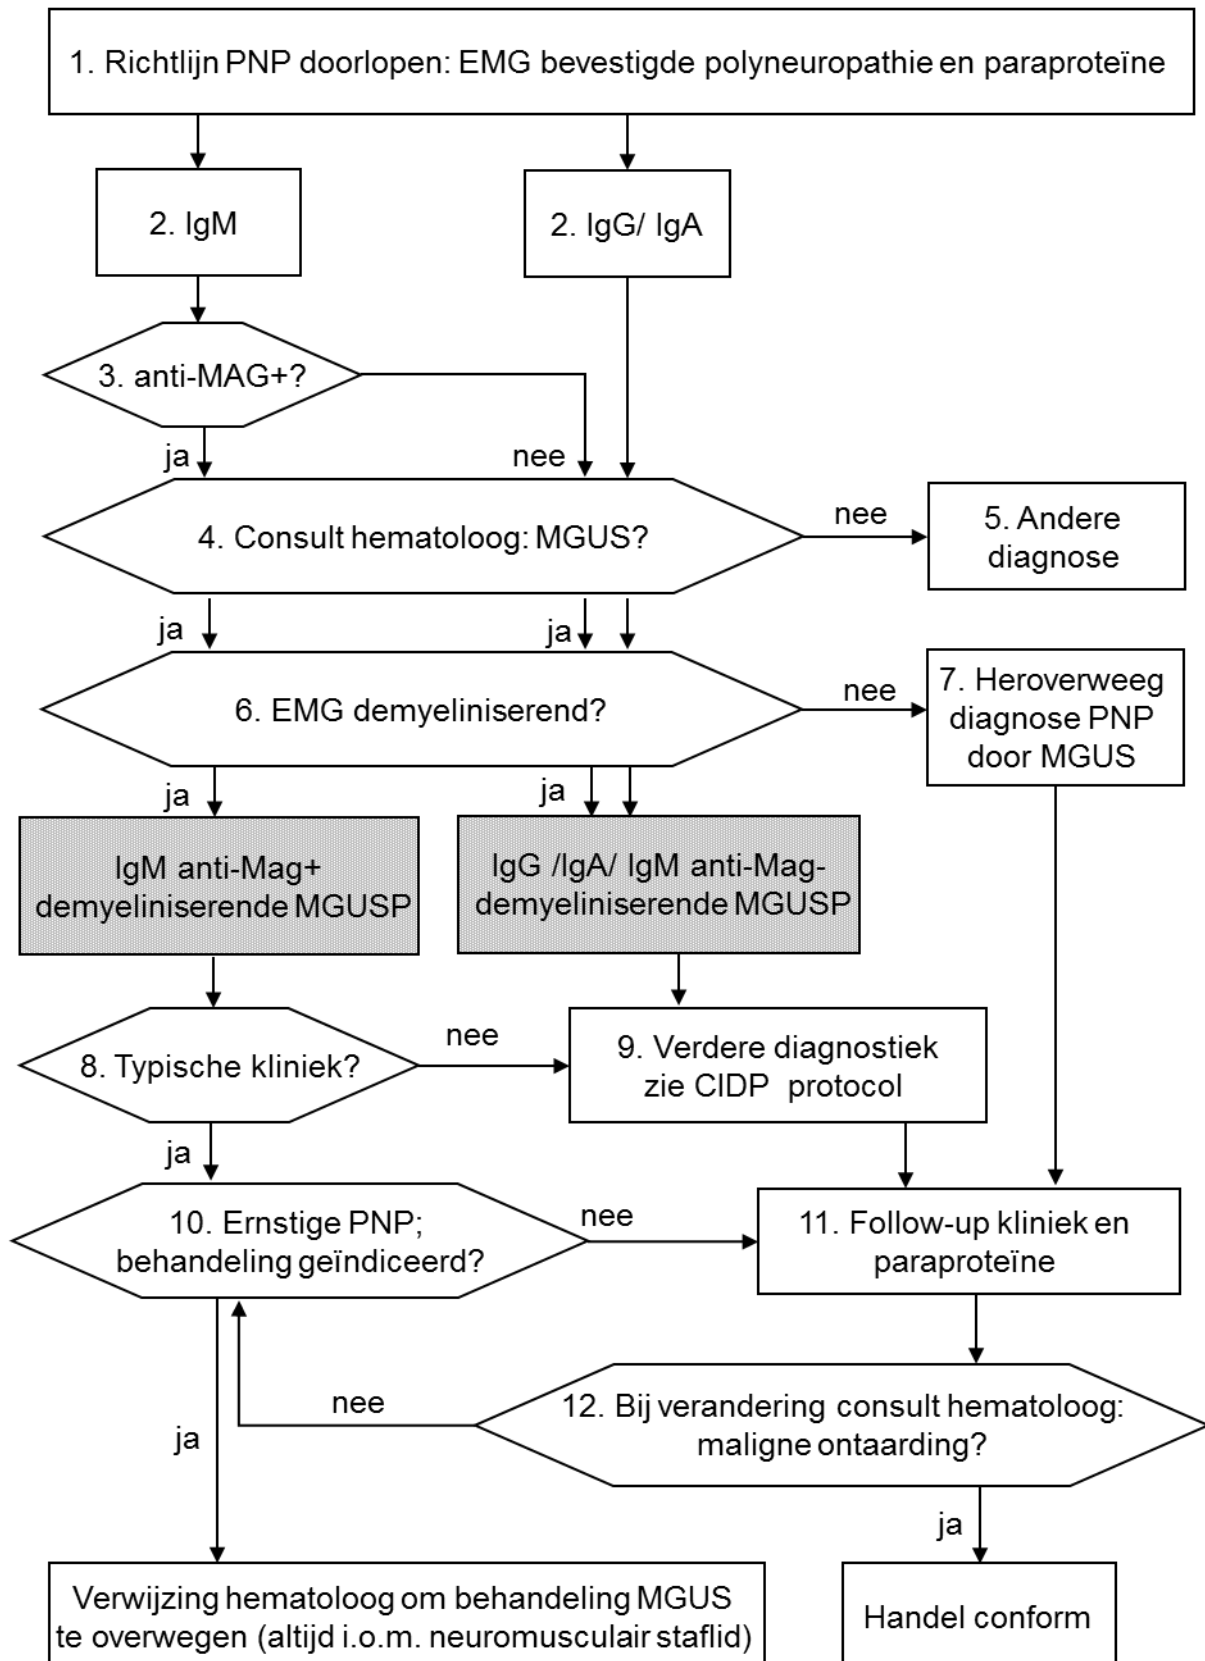 1. Richtlijn PNP doorlopen: EMG bevestigde polyneuropathie en paraproteïne
2. IgM
2. IgG/ IgA
3. anti-MAG+?
ja
nee
4. Consult hematoloog: MGUS?
nee
5. Andere
diagnose
ja
ja
6. EMG demyeliniserend?
nee
7. Heroverweeg
diagnose PNP
door MGUS
ja
ja
IgM anti-Mag+
demyeliniserende MGUSP
IgG /IgA/ IgM anti-Mag-
demyeliniserende MGUSP
8. Typische kliniek?
nee
9. Verdere diagnostiek
zie CIDP protocol
ja
10. Ernstige PNP;
behandeling geïndiceerd?
nee
11. Follow-up kliniek en
paraproteïne
nee
12. Bij verandering consult hematoloog:
maligne ontaarding?
ja
ja
Verwijzing hematoloog om behandeling MGUS
te overwegen (altijd i.o.m. neuromusculair staflid)
Handel conform